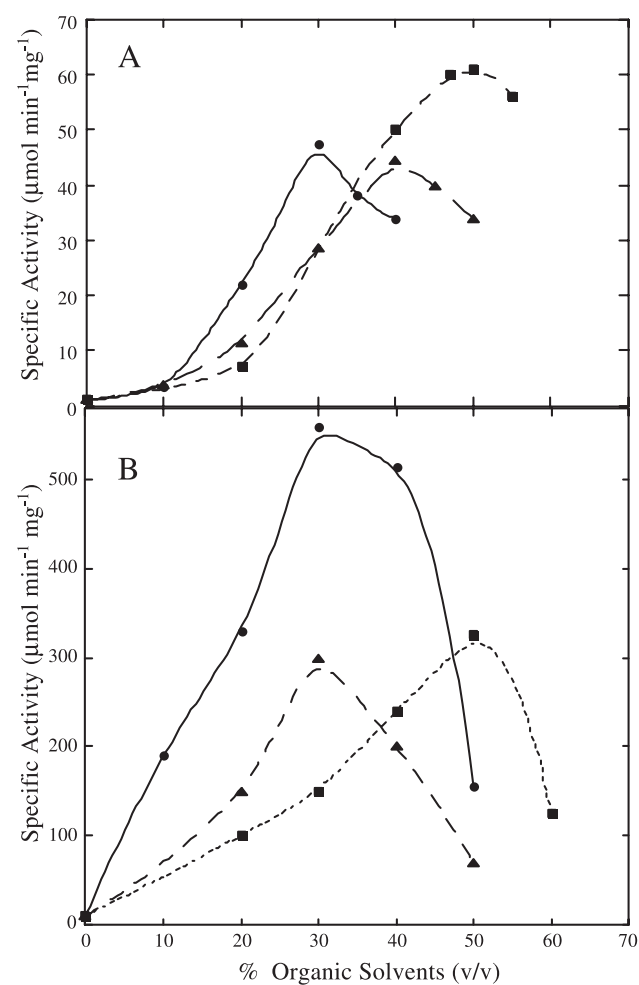 70
60
50
40
30
20
10
0
A
Specific Activity (μmol min⁻¹mg⁻¹)
500
400
300
200
100
0
B
Specific Activity (μmol min⁻¹ mg⁻¹)
0 10 20 30 40 50 60 70
% Organic Solvents (v/v)